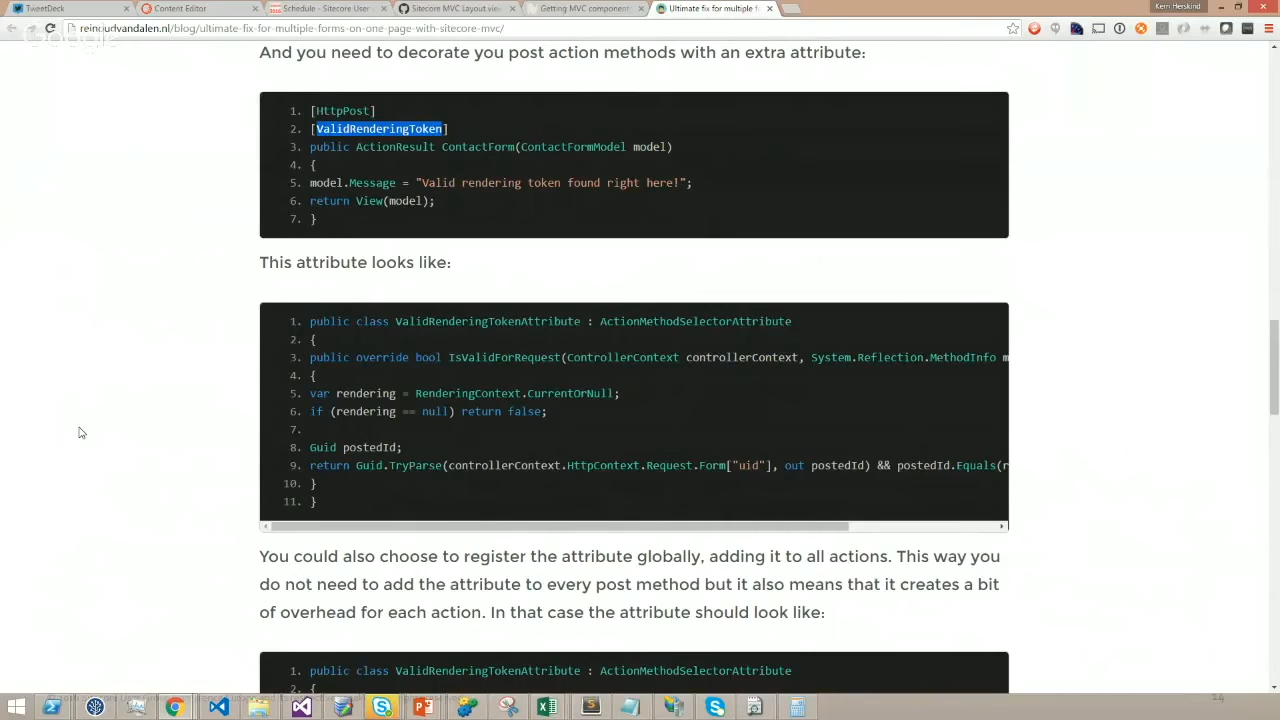 TweetDeck
Content Editor
Schedule - Sitecore User
Sitecore MVC Layout.view
Getting MVC component
Ultimate fix for multiple f
Kern Herskind
reinoudvandalen.nl/blog/ultimate-fix-for-multiple-forms-on-one-page-with-sitecore-mvc/
And you need to decorate you post action methods with an extra attribute:
1. [HttpPost]
2. [ValidRenderingToken]
3. public ActionResult ContactForm(ContactFormModel model)
4. {
5. model.Message = "Valid rendering token found right here!";
6. return View(model);
7. }
This attribute looks like:
1. public class ValidRenderingTokenAttribute : ActionMethodSelectorAttribute
2. {
3. public override bool IsValidForRequest(ControllerContext controllerContext, System.Reflection.MethodInfo m
4. {
5. var rendering = RenderingContext.CurrentOrNull;
6. if (rendering == null) return false;
7.
8. Guid postedId;
9. return Guid.TryParse(controllerContext.HttpContext.Request.Form["uid"], out postedId) && postedId.Equals(r
10. }
11. }
You could also choose to register the attribute globally, adding it to all actions. This way you
do not need to add the attribute to every post method but it also means that it creates a bit
of overhead for each action. In that case the attribute should look like:
1. public class ValidRenderingTokenAttribute : ActionMethodSelectorAttribute
2. {
24